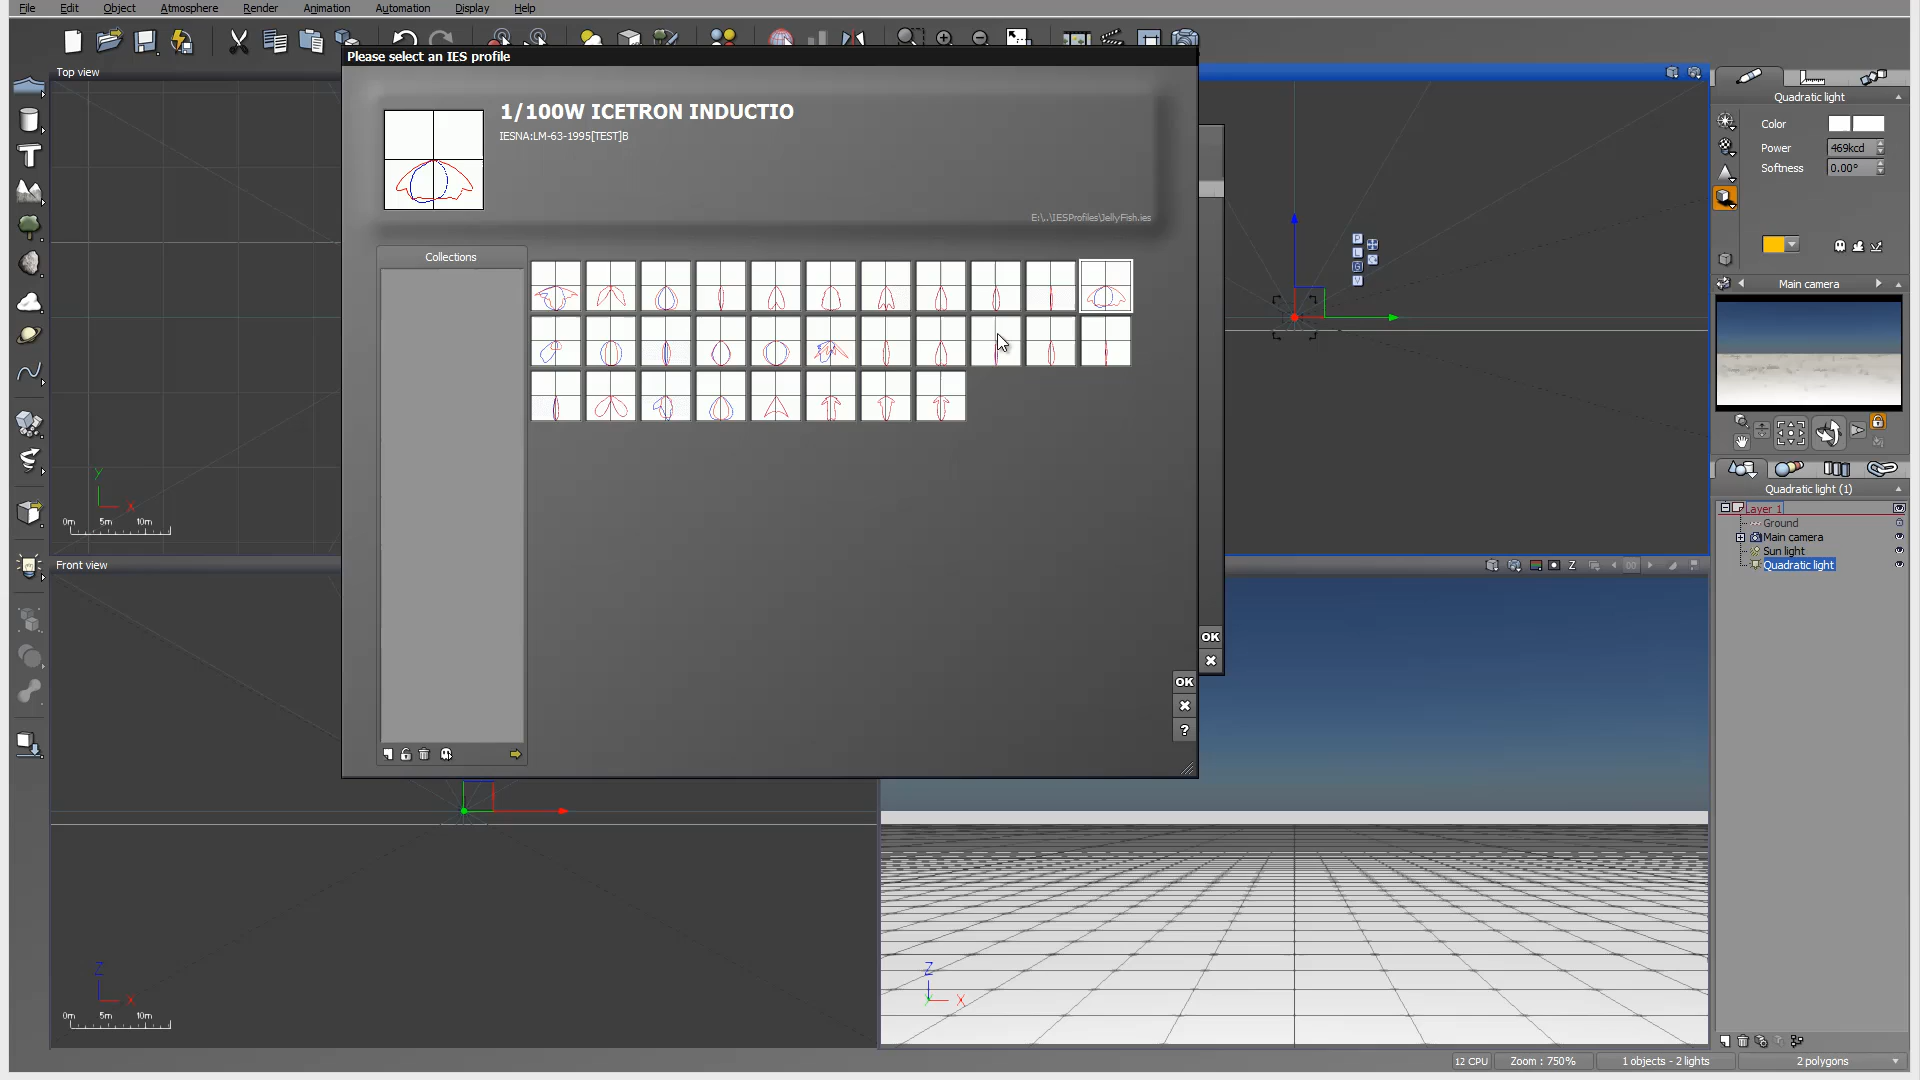 File Edit Object Atmosphere Render Animation Automation Display Help
Please select an IES profile
Top view
1/100W ICETRON INDUCTIO
IESNA:LM-63-1995[TEST]B
E:\..\IESProfiles\JellyFish.ies
Collections
Quadratic light
Color
Power 469kcd
Softness 0.00°
P
L
G
V
Main camera
Y
X
0m 5m 10m
Front view
Z 00
OK
OK
?
Quadratic light (1)
Layer 1
Ground
Main camera
Sun light
Quadratic light
Z
X
0m 5m 10m
Z
Y X
12 CPU Zoom : 750% 1 objects - 2 lights 2 polygons